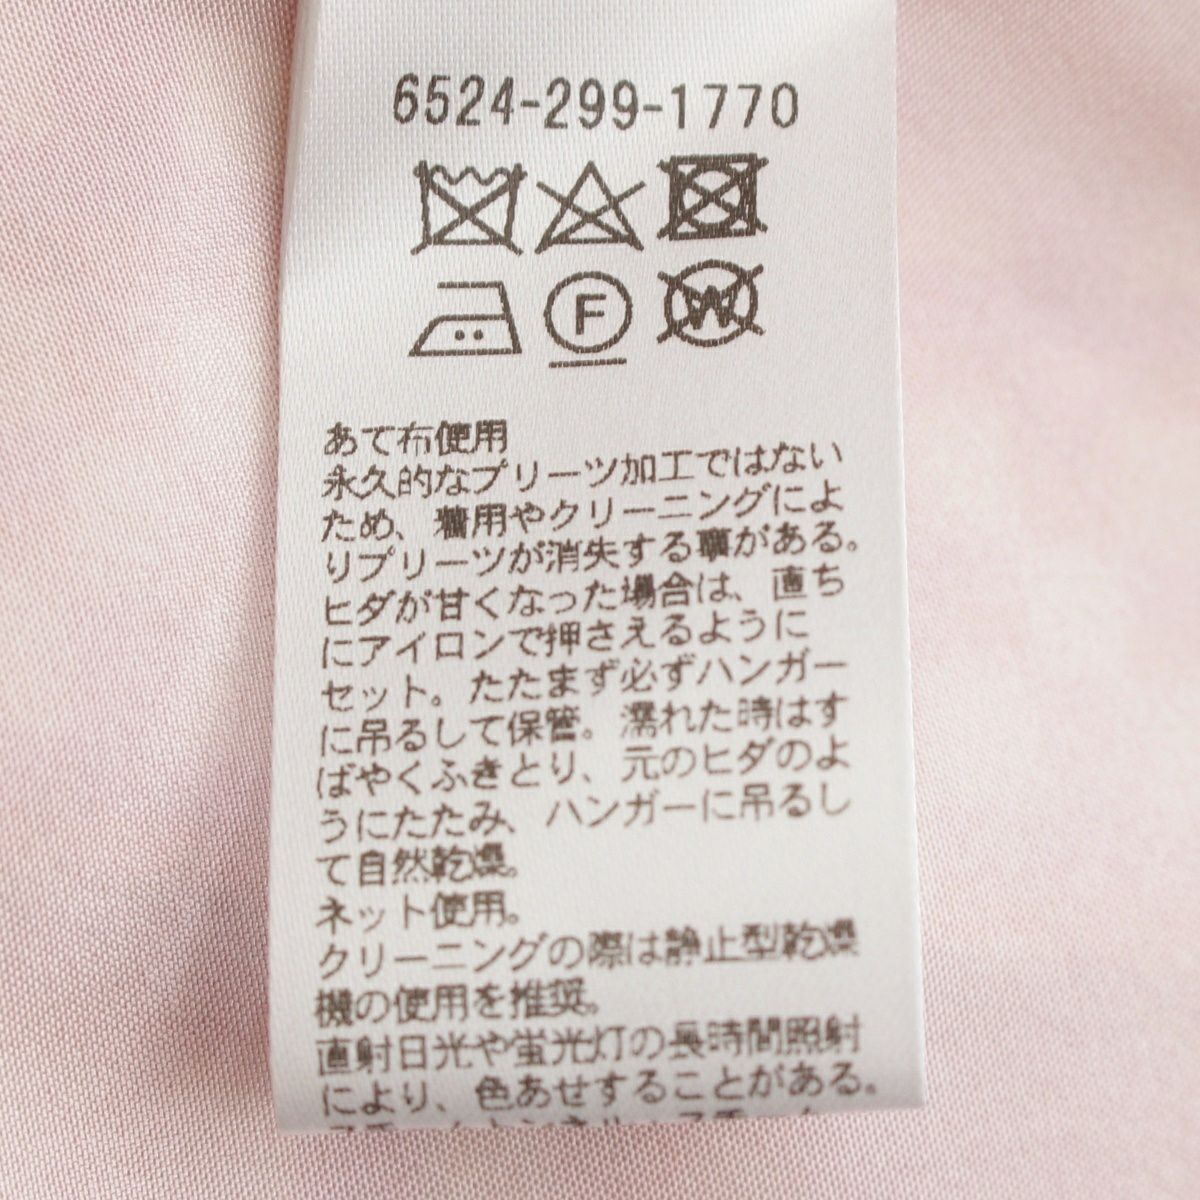 6524-299-1770
F
W
あて布使用
永久的なプリーツ加工ではない
ため、着用やクリーニングによ
りプリーツが消失する事がある。
ヒダが甘くなった場合は、直ち
にアイロンで押さえるように
セット。たたまず必ずハンガー
に吊るして保管。濡れた時はす
ばやくふきとり、元のヒダのよ
うにたたみ、ハンガーに吊るし
て自然乾燥。
ネット使用。
クリーニングの際は静止型乾燥
機の使用を推奨。
直射日光や蛍光灯の長時間照射
により、色あせすることがある。